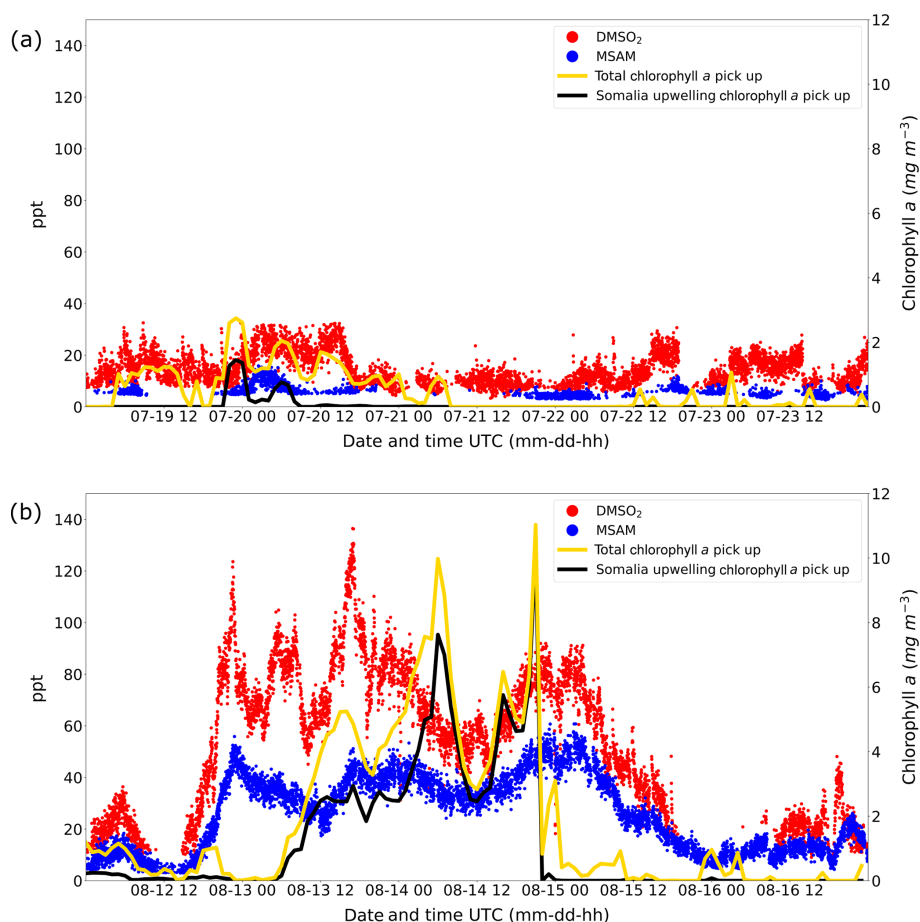 (a)
140
120
100
80
60
40
20
0
ppt
12
10
8
6
4
2
0
Chlorophyll a (mg m⁻³)
DMSO₂
MSAM
Total chlorophyll a pick up
Somalia upwelling chlorophyll a pick up
07-19 12 07-20 00 07-20 12 07-21 00 07-21 12 07-22 00 07-22 12 07-23 00 07-23 12
Date and time UTC (mm-dd-hh)
(b)
140
120
100
80
60
40
20
0
ppt
12
10
8
6
4
2
0
Chlorophyll a (mg m⁻³)
DMSO₂
MSAM
Total chlorophyll a pick up
Somalia upwelling chlorophyll a pick up
08-12 12 08-13 00 08-13 12 08-14 00 08-14 12 08-15 00 08-15 12 08-16 00 08-16 12
Date and time UTC (mm-dd-hh)